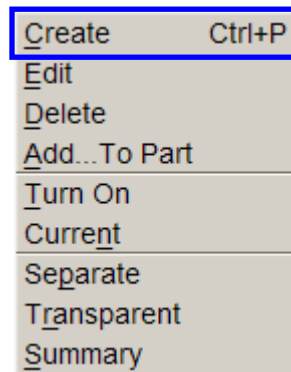 Create Ctrl+P
Edit
Delete
Add...To Part
Turn On
Current
Separate
Transparent
Summary